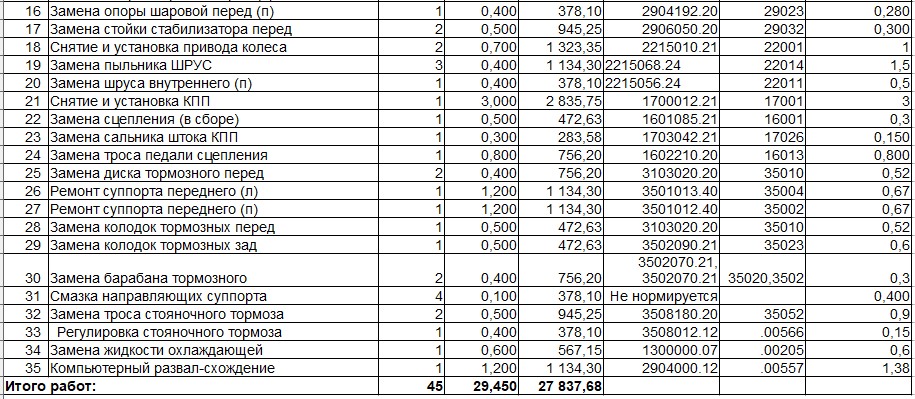 16 Замена опоры шаровой перед (п) 1 0,400 378,10 2904192.20 29023 0,280
17 Замена стойки стабилизатора перед 2 0,500 945,25 2906050.20 29032 0,300
18 Снятие и установка привода колеса 2 0,700 1 323,35 2215010.21 22001 1
19 Замена пыльника ШРУС 3 0,400 1 134,30 2215068.24 22014 1,5
20 Замена шруса внутреннего (п) 1 0,400 378,10 2215056.24 22011 0,5
21 Снятие и установка КПП 1 3,000 2 835,75 1700012.21 17001 3
22 Замена сцепления (в сборе) 1 0,500 472,63 1601085.21 16001 0,3
23 Замена сальника штока КПП 1 0,300 283,58 1703042.21 17026 0,150
24 Замена троса педали сцепления 1 0,800 756,20 1602210.20 16013 0,800
25 Замена диска тормозного перед 2 0,400 756,20 3103020.20 35010 0,52
26 Ремонт суппорта переднего (л) 1 1,200 1 134,30 3501013.40 35004 0,67
27 Ремонт суппорта переднего (п) 1 1,200 1 134,30 3501012.40 35002 0,67
28 Замена колодок тормозных перед 1 0,500 472,63 3103020.20 35010 0,52
29 Замена колодок тормозных зад 1 0,500 472,63 3502090.21 35023 0,6
3502070.21,
30 Замена барабана тормозного 2 0,400 756,20 3502070.21 35020,3502 0,3
31 Смазка направляющих суппорта 4 0,100 378,10 Не нормируется 0,400
32 Замена троса стояночного тормоза 2 0,500 945,25 3508180.20 35052 0,9
33 Регулировка стояночного тормоза 1 0,400 378,10 3508012.12 .00566 0,15
34 Замена жидкости охлаждающей 1 0,600 567,15 1300000.07 .00205 0,6
35 Компьютерный развал-схождение 1 1,200 1 134,30 2904000.12 .00557 1,38
Итого работ: 45 29,450 27 837,68